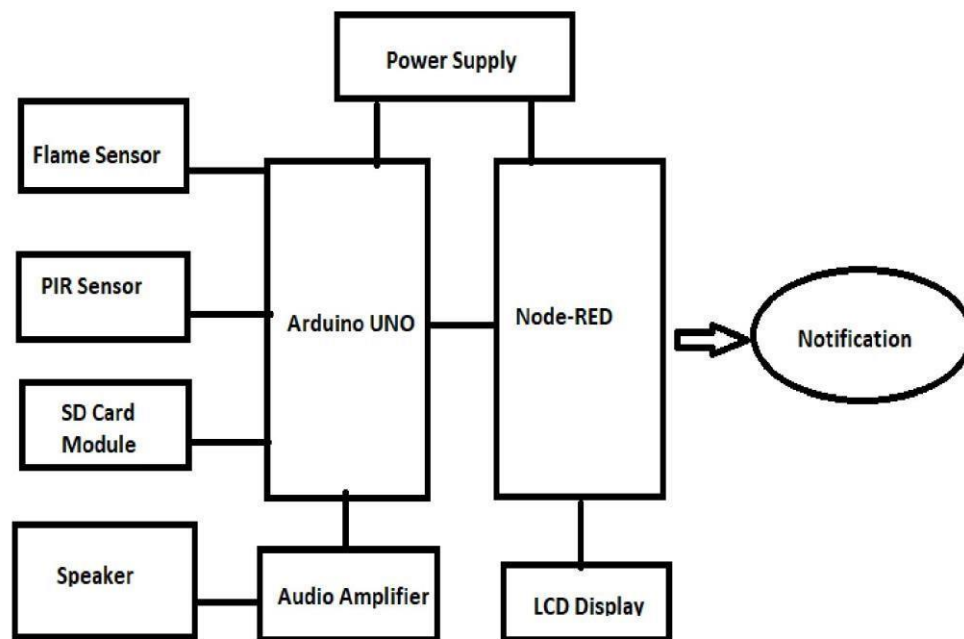 Power Supply
Flame Sensor
PIR Sensor
Arduino UNO
Node-RED
Notification
SD Card
Module
Speaker
Audio Amplifier
LCD Display